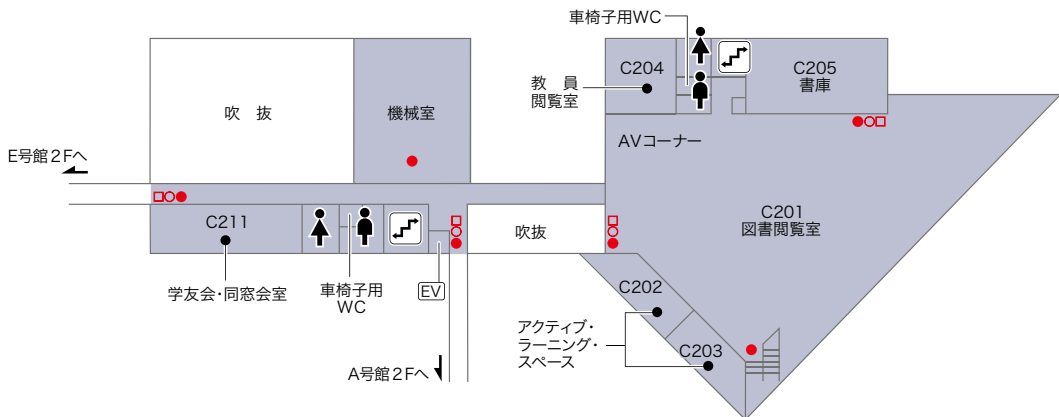 車椅子用WC
C204
C205
書庫
教　員
閲覧室
吹　抜
機械室
AVコーナー
E号館2Fへ
C211
C201
図書閲覧室
吹抜
学友会・同窓会室
車椅子用
WC
EV
C202
アクティブ・
ラーニング・
スペース
C203
A号館2Fへ